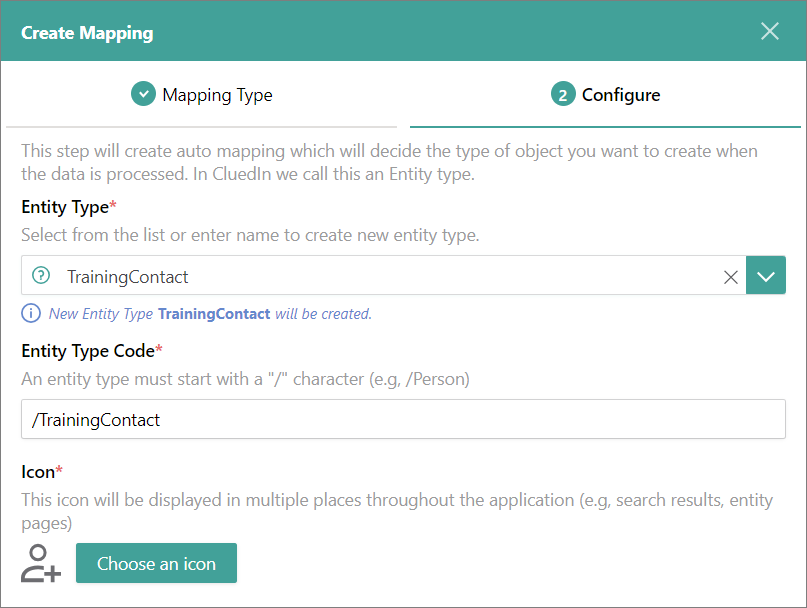 Create Mapping
Mapping Type
2 Configure
This step will create auto mapping which will decide the type of object you want to create when
the data is processed. In CluedIn we call this an Entity type.
Entity Type*
Select from the list or enter name to create new entity type.
? TrainingContact
i New Entity Type TrainingContact will be created.
Entity Type Code*
An entity type must start with a "/" character (e.g, /Person)
/TrainingContact
Icon*
This icon will be displayed in multiple places throughout the application (e.g, search results, entity
pages)
Choose an icon